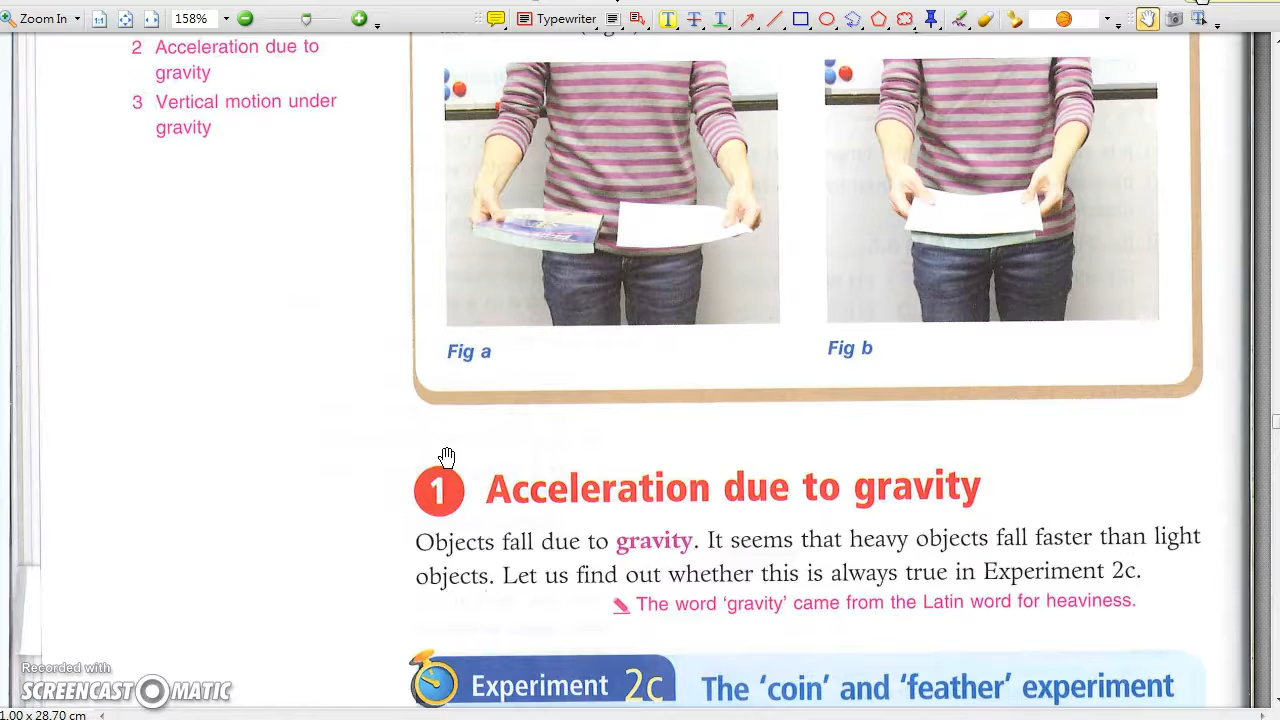 Zoom In
158%
Typewriter
2 Acceleration due to
gravity
3 Vertical motion under
gravity
Fig a
Fig b
1 Acceleration due to gravity
Objects fall due to gravity. It seems that heavy objects fall faster than light
objects. Let us find out whether this is always true in Experiment 2c.
The word ‘gravity’ came from the Latin word for heaviness.
Experiment 2c The ‘coin’ and ‘feather’ experiment
Recorded with
SCREENCAST MATIC
1.00 x 28.70 cm